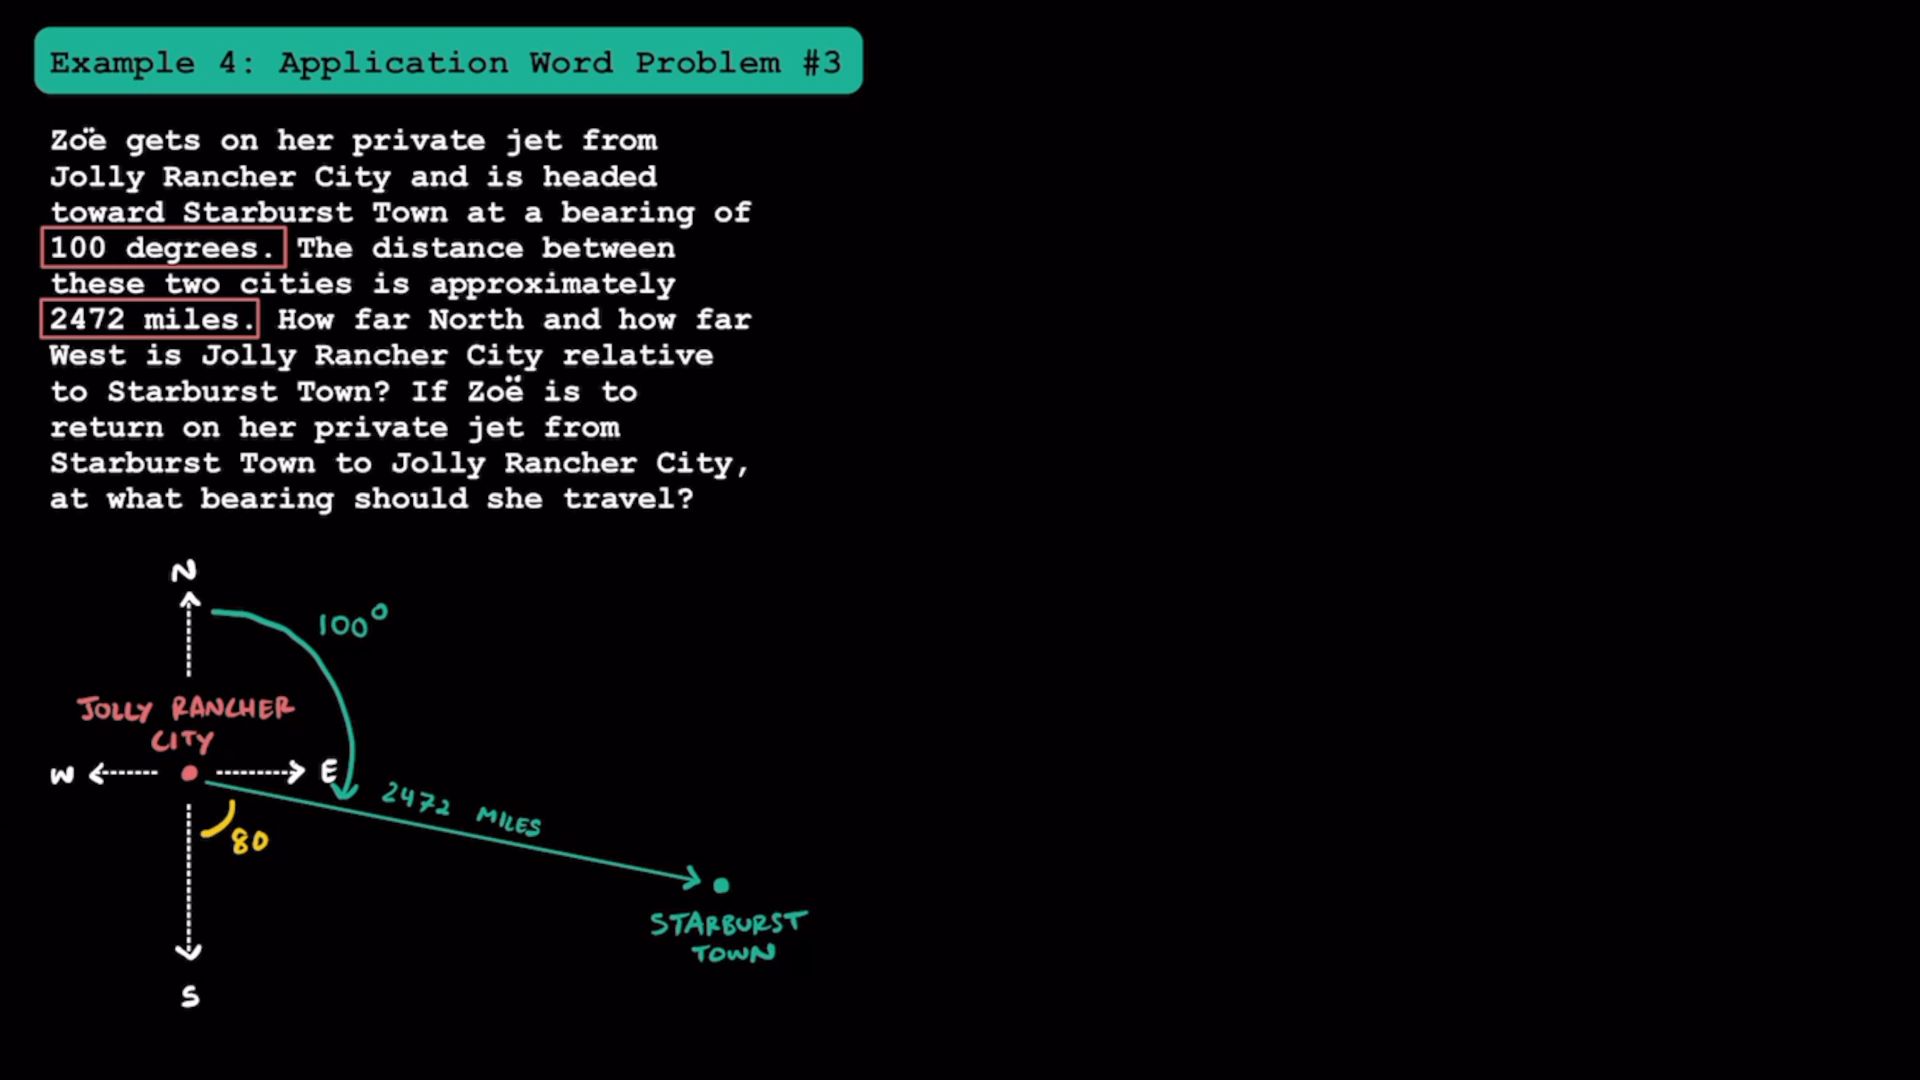 Example 4: Application Word Problem #3
Zoë gets on her private jet from
Jolly Rancher City and is headed
toward Starburst Town at a bearing of
100 degrees. The distance between
these two cities is approximately
2472 miles. How far North and how far
West is Jolly Rancher City relative
to Starburst Town? If Zoë is to
return on her private jet from
Starburst Town to Jolly Rancher City,
at what bearing should she travel?
N
100°
JOLLY RANCHER
CITY
W
E
2472 MILES
80
STARBURST
TOWN
S